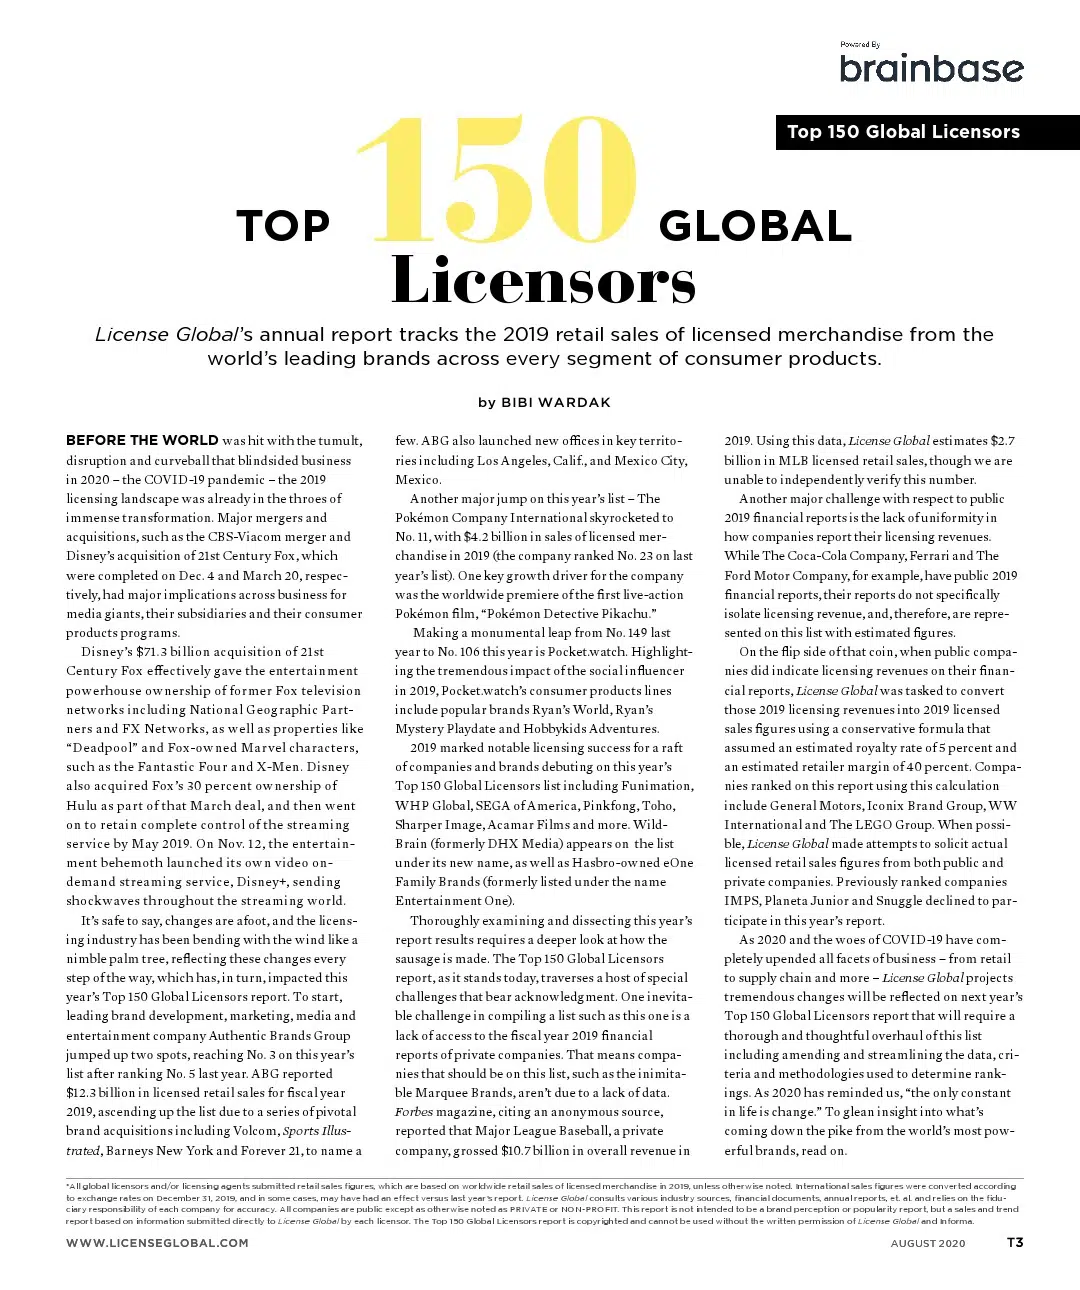 Powered By
brainbase
Top 150 Global Licensors
TOP 150 GLOBAL
Licensors
License Global's annual report tracks the 2019 retail sales of licensed merchandise from the
world's leading brands across every segment of consumer products.
by BIBI WARDAK
BEFORE THE WORLD was hit with the tumult,
disruption and curveball that blindsided business
in 2020 – the COVID-19 pandemic – the 2019
licensing landscape was already in the throes of
immense transformation. Major mergers and
acquisitions, such as the CBS-Viacom merger and
Disney's acquisition of 21st Century Fox, which
were completed on Dec. 4 and March 20, respec-
tively, had major implications across business for
media giants, their subsidiaries and their consumer
products programs.
Disney's $71.3 billion acquisition of 21st
Century Fox effectively gave the entertainment
powerhouse ownership of former Fox television
networks including National Geographic Part-
ners and FX Networks, as well as properties like
“Deadpool” and Fox-owned Marvel characters,
such as the Fantastic Four and X-Men. Disney
also acquired Fox's 30 percent ownership of
Hulu as part of that March deal, and then went
on to retain complete control of the streaming
service by May 2019. On Nov. 12, the entertain-
ment behemoth launched its own video on-
demand streaming service, Disney+, sending
shockwaves throughout the streaming world.
It's safe to say, changes are afoot, and the licens-
ing industry has been bending with the wind like a
nimble palm tree, reflecting these changes every
step of the way, which has, in turn, impacted this
year's Top 150 Global Licensors report. To start,
leading brand development, marketing, media and
entertainment company Authentic Brands Group
jumped up two spots, reaching No. 3 on this year's
list after ranking No. 5 last year. ABG reported
$12.3 billion in licensed retail sales for fiscal year
2019, ascending up the list due to a series of pivotal
brand acquisitions including Volcom, Sports Illus-
trated, Barneys New York and Forever 21, to name a
few. ABG also launched new offices in key territo-
ries including Los Angeles, Calif., and Mexico City,
Mexico.
Another major jump on this year's list – The
Pokémon Company International skyrocketed to
No. 11, with $4.2 billion in sales of licensed mer-
chandise in 2019 (the company ranked No. 23 on last
year's list). One key growth driver for the company
was the worldwide premiere of the first live-action
Pokémon film, “Pokémon Detective Pikachu.”
Making a monumental leap from No. 149 last
year to No. 106 this year is Pocket.watch. Highlight-
ing the tremendous impact of the social influencer
in 2019, Pocket.watch's consumer products lines
include popular brands Ryan's World, Ryan's
Mystery Playdate and Hobbykids Adventures.
2019 marked notable licensing success for a raft
of companies and brands debuting on this year's
Top 150 Global Licensors list including Funimation,
WHP Global, SEGA of America, Pinkfong, Toho,
Sharper Image, Acamar Films and more. Wild-
Brain (formerly DHX Media) appears on the list
under its new name, as well as Hasbro-owned eOne
Family Brands (formerly listed under the name
Entertainment One).
Thoroughly examining and dissecting this year's
report results requires a deeper look at how the
sausage is made. The Top 150 Global Licensors
report, as it stands today, traverses a host of special
challenges that bear acknowledgment. One inevita-
ble challenge in compiling a list such as this one is a
lack of access to the fiscal year 2019 financial
reports of private companies. That means compa-
nies that should be on this list, such as the inimita-
ble Marquee Brands, aren't due to a lack of data.
Forbes magazine, citing an anonymous source,
reported that Major League Baseball, a private
company, grossed $10.7 billion in overall revenue in
2019. Using this data, License Global estimates $2.7
billion in MLB licensed retail sales, though we are
unable to independently verify this number.
Another major challenge with respect to public
2019 financial reports is the lack of uniformity in
how companies report their licensing revenues.
While The Coca-Cola Company, Ferrari and The
Ford Motor Company, for example, have public 2019
financial reports, their reports do not specifically
isolate licensing revenue, and, therefore, are repre-
sented on this list with estimated figures.
On the flip side of that coin, when public compa-
nies did indicate licensing revenues on their finan-
cial reports, License Global was tasked to convert
those 2019 licensing revenues into 2019 licensed
sales figures using a conservative formula that
assumed an estimated royalty rate of 5 percent and
an estimated retailer margin of 40 percent. Compa-
nies ranked on this report using this calculation
include General Motors, Iconix Brand Group, WW
International and The LEGO Group. When possi-
ble, License Global made attempts to solicit actual
licensed retail sales figures from both public and
private companies. Previously ranked companies
IMPS, Planeta Junior and Snuggle declined to par-
ticipate in this year's report.
As 2020 and the woes of COVID-19 have com-
pletely upended all facets of business – from retail
to supply chain and more – License Global projects
tremendous changes will be reflected on next year's
Top 150 Global Licensors report that will require a
thorough and thoughtful overhaul of this list
including amending and streamlining the data, cri-
teria and methodologies used to determine rank-
ings. As 2020 has reminded us, “the only constant
in life is change.” To glean insight into what's
coming down the pike from the world's most pow-
erful brands, read on.
*All global licensors and/or licensing agents submitted retail sales figures, which are based on worldwide retail sales of licensed merchandise in 2019, unless otherwise noted. International sales figures were converted according
to exchange rates on December 31, 2019, and in some cases, may have had an effect versus last year's report. License Global consults various industry sources, financial documents, annual reports, et. al. and relies on the fidu-
ciary responsibility of each company for accuracy. All companies are public except as otherwise noted as PRIVATE or NON-PROFIT. This report is not intended to be a brand perception or popularity report, but a sales and trend
report based on information submitted directly to License Global by each licensor. The Top 150 Global Licensors report is copyrighted and cannot be used without the written permission of License Global and Informa.
WWW.LICENSEGLOBAL.COM
AUGUST 2020 T3